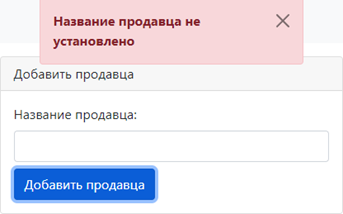 Название продавца не
установлено
Добавить продавца
Название продавца:
Добавить продавца